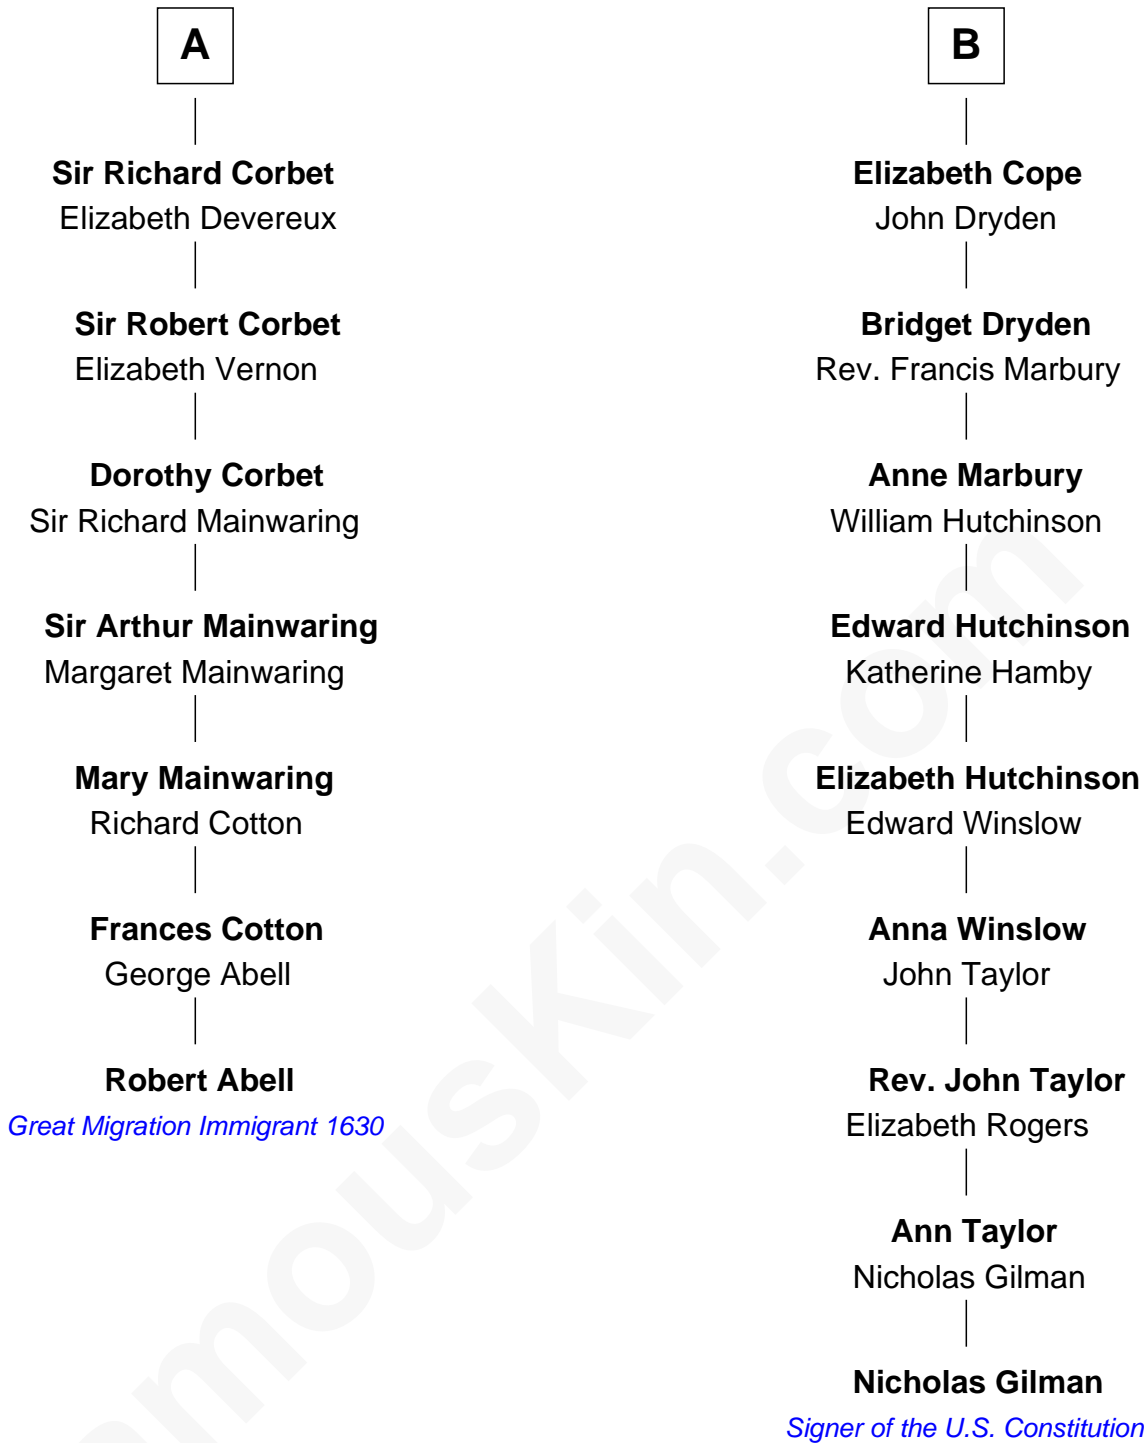 A
Sir Richard Corbet
Elizabeth Devereux
Sir Robert Corbet
Elizabeth Vernon
Dorothy Corbet
Sir Richard Mainwaring
Sir Arthur Mainwaring
Margaret Mainwaring
Mary Mainwaring
Richard Cotton
Frances Cotton
George Abell
Robert Abell
Great Migration Immigrant 1630
B
Elizabeth Cope
John Dryden
Bridget Dryden
Rev. Francis Marbury
Anne Marbury
William Hutchinson
Edward Hutchinson
Katherine Hamby
Elizabeth Hutchinson
Edward Winslow
Anna Winslow
John Taylor
Rev. John Taylor
Elizabeth Rogers
Ann Taylor
Nicholas Gilman
Nicholas Gilman
Signer of the U.S. Constitution
amouskin.com